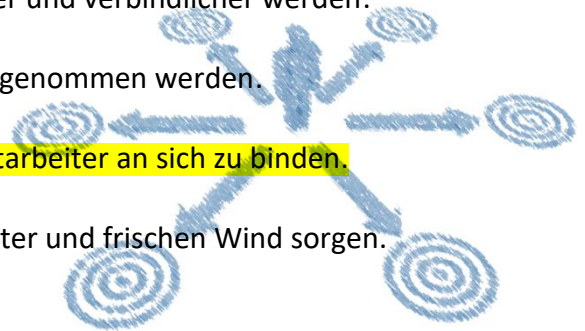 er und verbindlicher werden.
genommen werden.
tarbeiter an sich zu binden.
ter und frischen Wind sorgen.